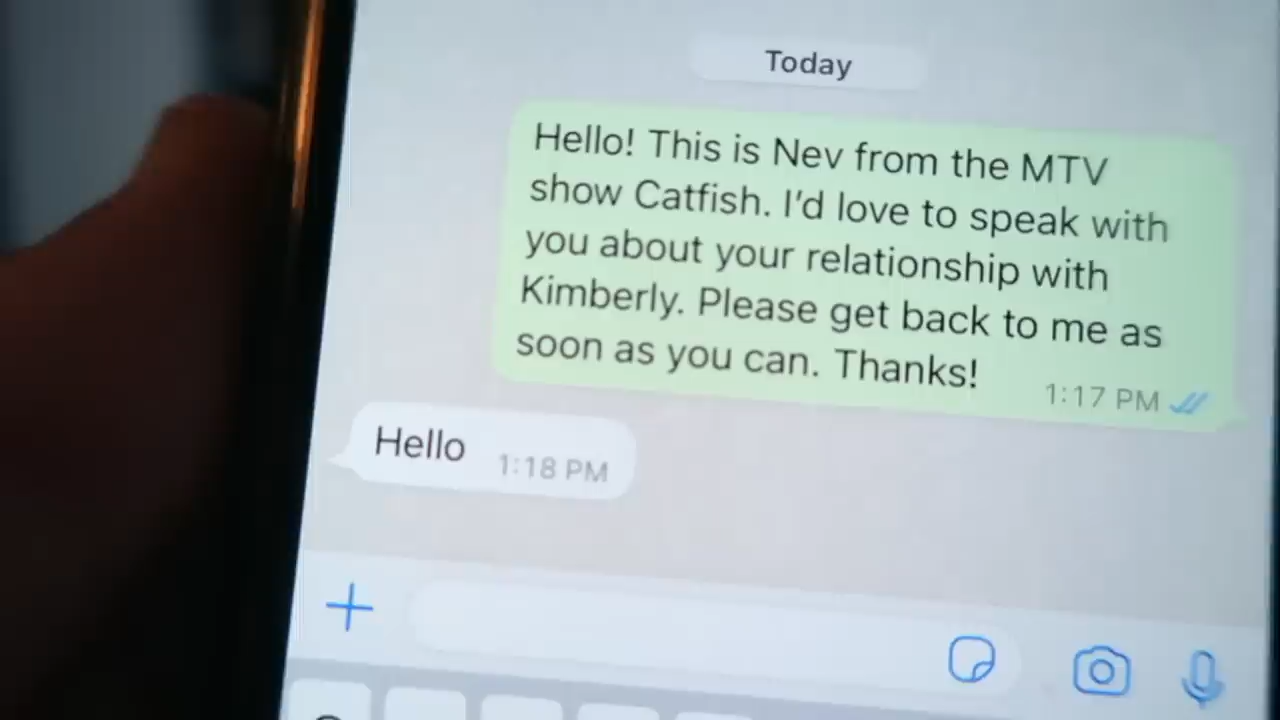 Today
Hello! This is Nev from the MTV
show Catfish. I'd love to speak with
you about your relationship with
Kimberly. Please get back to me as
soon as you can. Thanks!
1:17 PM
Hello 1:18 PM